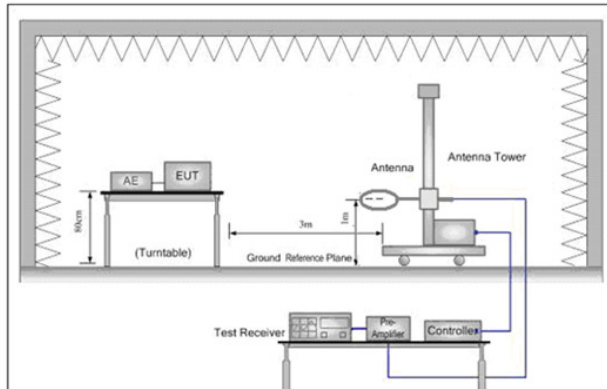 Antenna Tower
Antenna
AE
EUT
80cm
(Turntable)
3m
1m
Ground Reference Plane
Test Receiver
Pre-
Amplifier
Controller